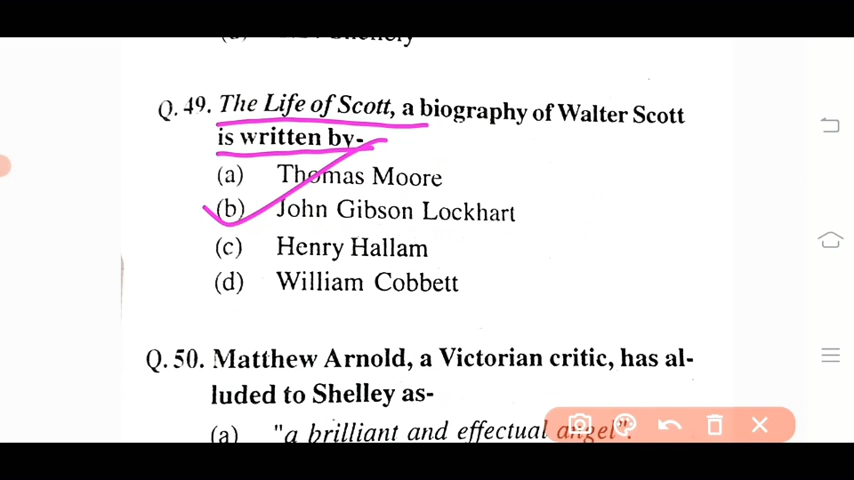 Q. 49. The Life of Scott, a biography of Walter Scott
is written by-
(a) Thomas Moore
(b) John Gibson Lockhart
(c) Henry Hallam
(d) William Cobbett
Q. 50. Matthew Arnold, a Victorian critic, has al-
luded to Shelley as-
(a) "a brilliant and effectual angel".